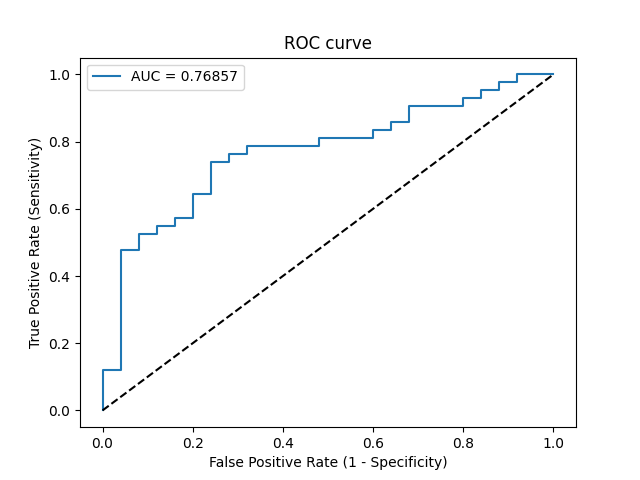 ROC curve
AUC = 0.76857
1.0
0.8
0.6
0.4
0.2
0.0
True Positive Rate (Sensitivity)
0.0 0.2 0.4 0.6 0.8 1.0
False Positive Rate (1 - Specificity)